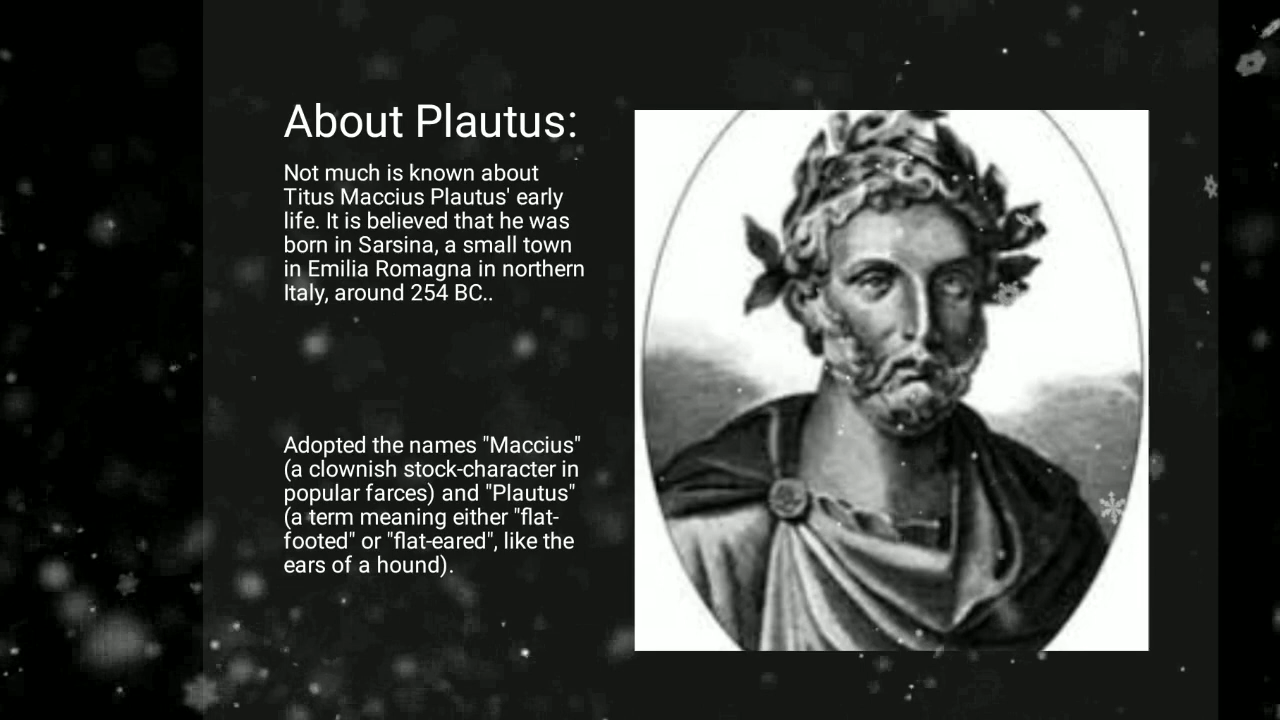 About Plautus:
Not much is known about
Titus Maccius Plautus' early
life. It is believed that he was
born in Sarsina, a small town
in Emilia Romagna in northern
Italy, around 254 BC..
Adopted the names "Maccius"
(a clownish stock-character in
popular farces) and "Plautus"
(a term meaning either "flat-
footed" or "flat-eared", like the
ears of a hound).